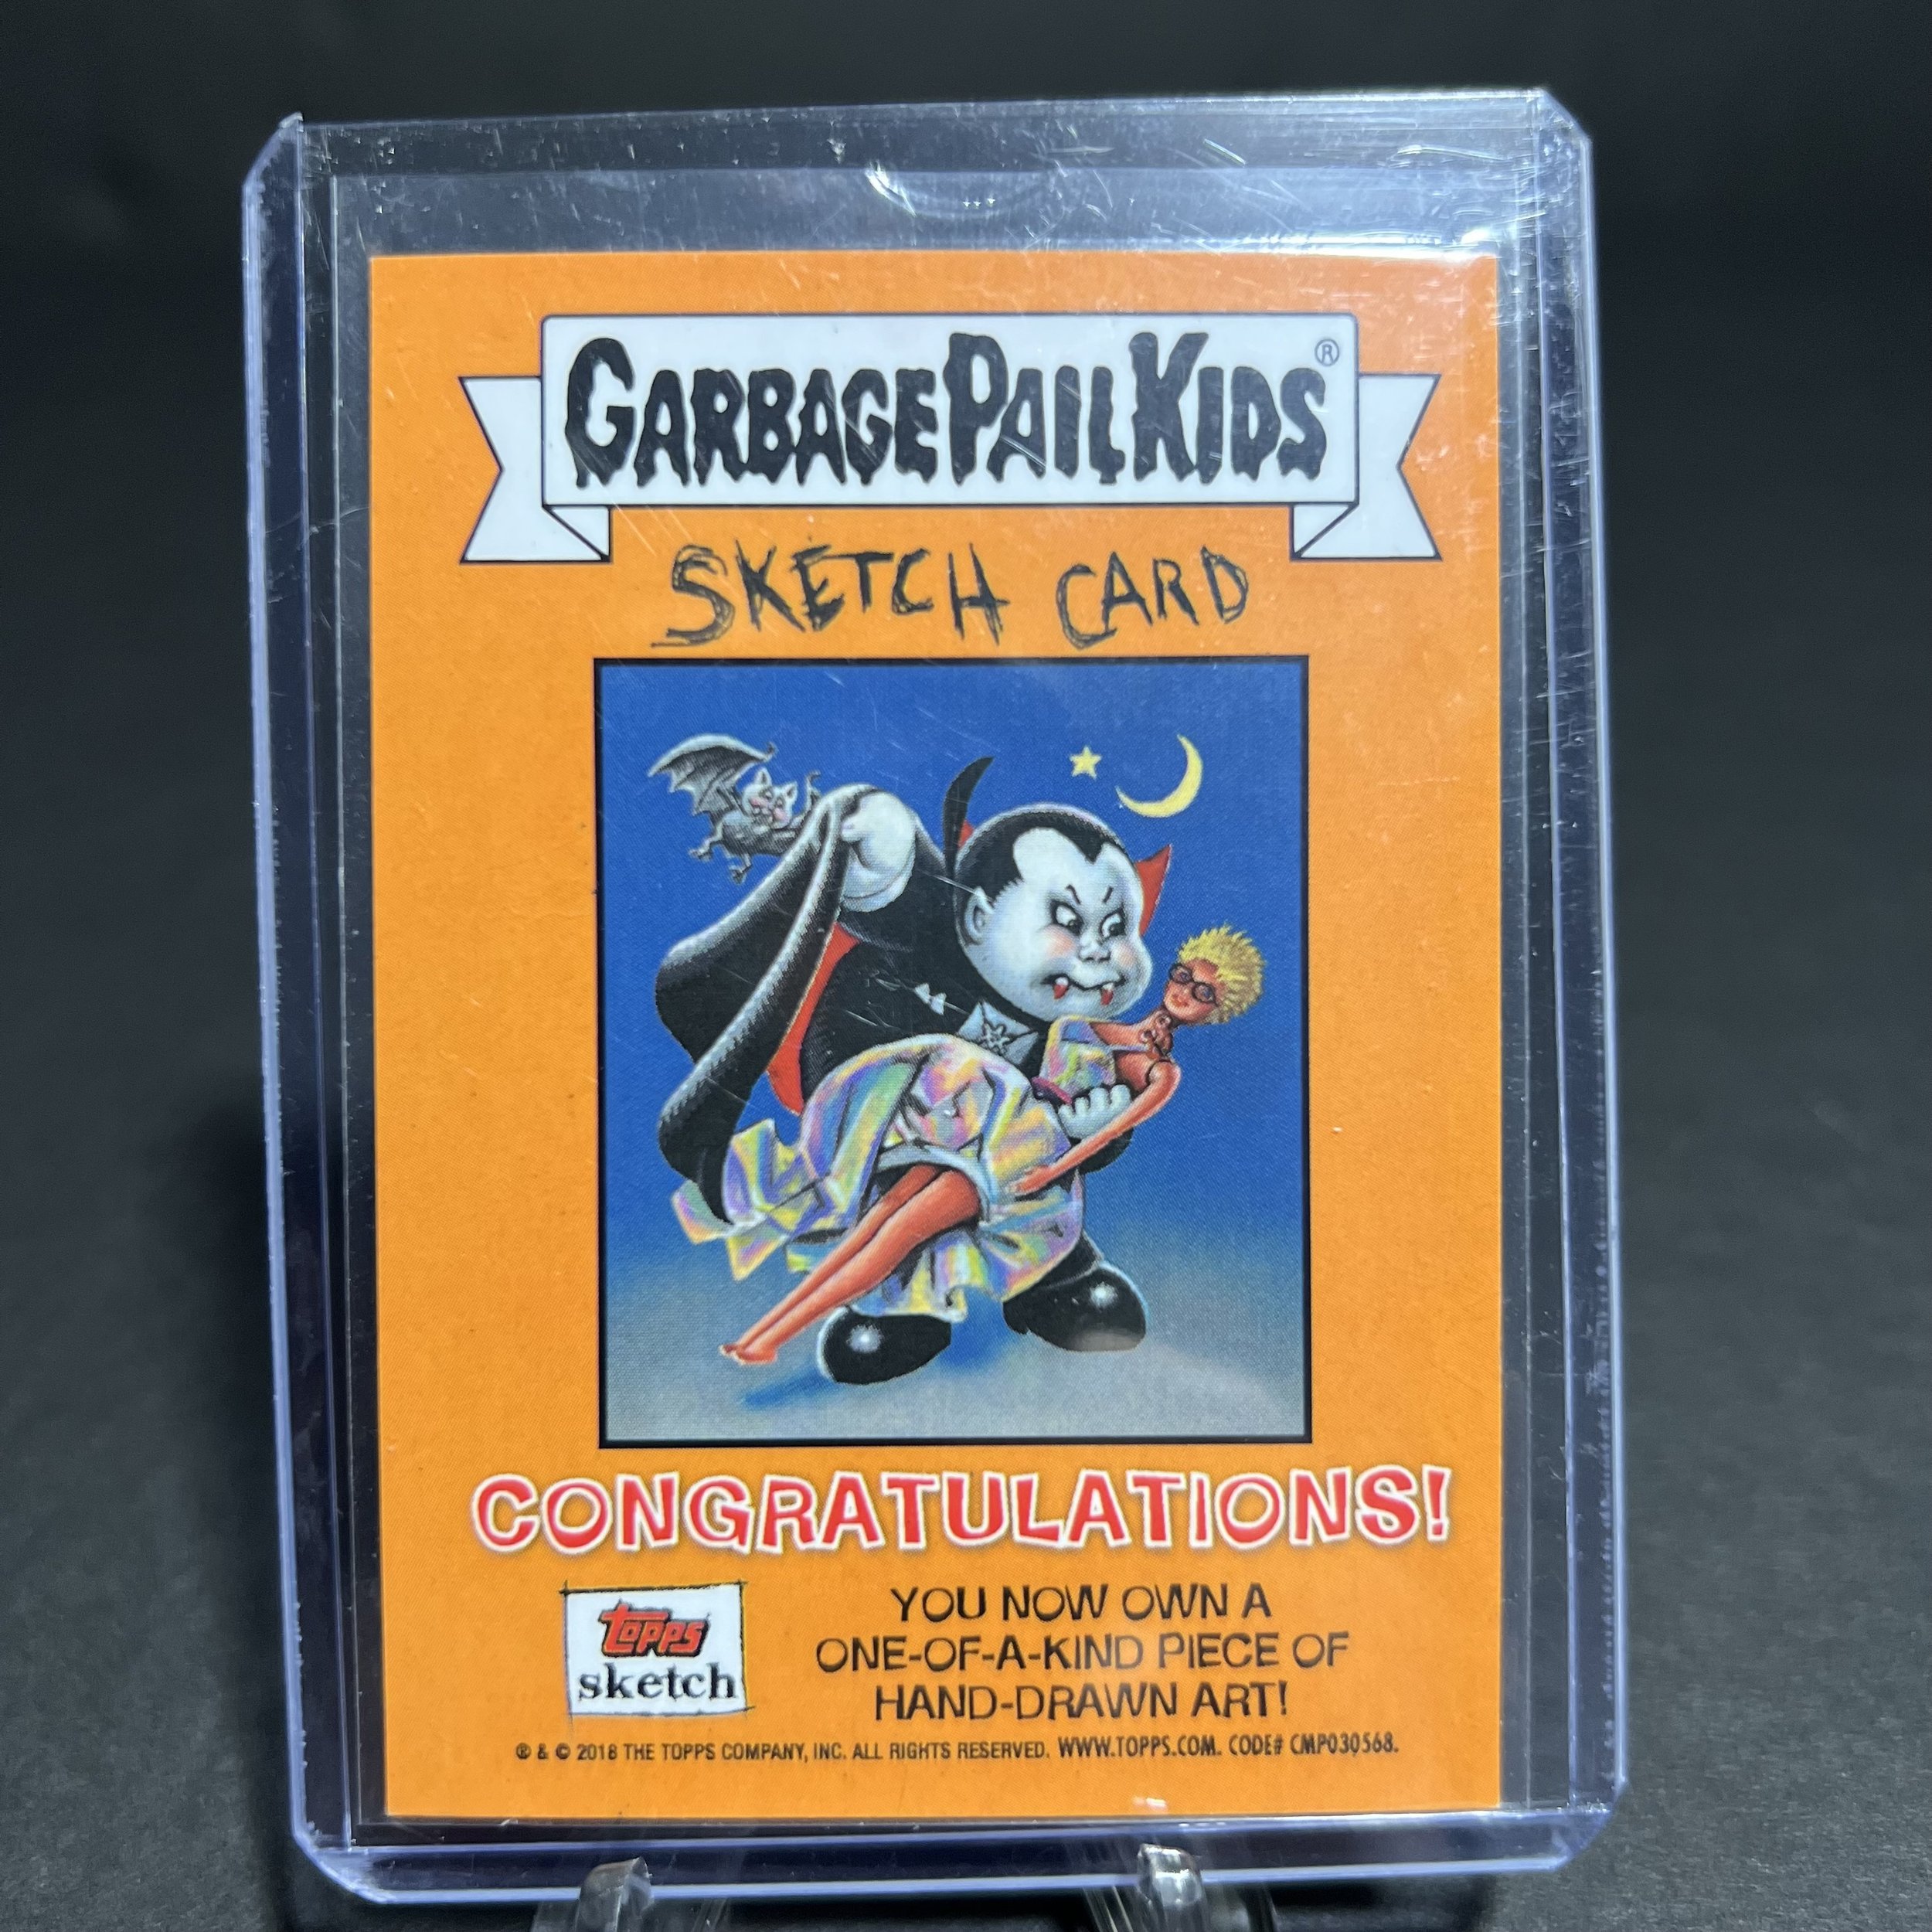 GARBAGE PAIL KIDS®
SKETCH CARD
CONGRATULATIONS!
topps
sketch
YOU NOW OWN A
ONE-OF-A-KIND PIECE OF
HAND-DRAWN ART!
® & © 2018 THE TOPPS COMPANY, INC. ALL RIGHTS RESERVED. WWW.TOPPS.COM. CODE# CMP030568.